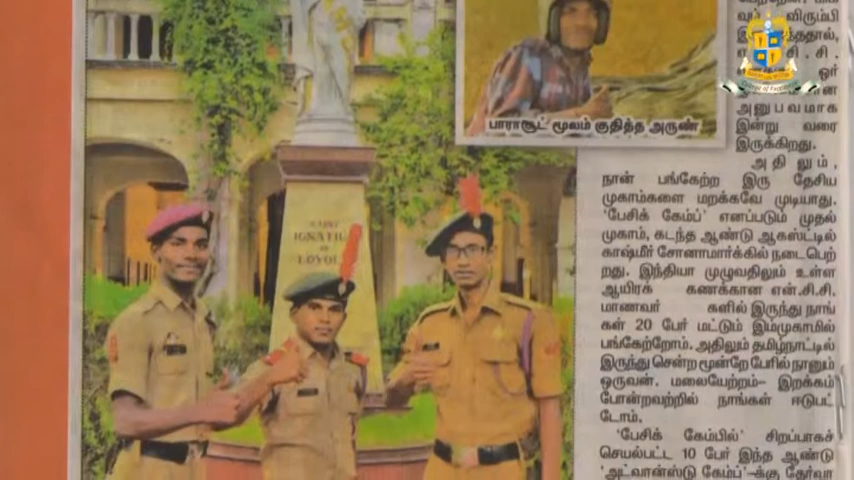 SAINT
IGNATIUS
OF
LOYOLA
பாராசூட் மூலம் குதித்த அருண்
வும் விரும்பி
சி . சி .
ஓர்
அனுபவமாக
இன்று வரை
இருக்கிறது.
அதிலும்,
நான் பங்கேற்ற இரு தேசிய
முகாம்களை மறக்கவே முடியாது.
'பேசிக் கேம்ப்' எனப்படும் முதல்
முகாம், கடந்த ஆண்டு ஆகஸ்ட்டில்
காஷ்மீர் சோனாமார்க்கில் நடைபெற்
றது. இந்தியா முழுவதிலும் உள்ள
ஆயிரக் கணக்கான என்.சி.சி.
மாணவர் களில் இருந்து நாங்
கள் 20 பேர் மட்டும் இம்முகாமில்
பங்கேற்றோம். அதிலும் தமிழ்நாட்டில்
இருந்து சென்ற மூன்றே பேரில் நானும்
ஒருவன். மலையேற்றம்– இறக்கம்
போன்றவற்றில் நாங்கள் ஈடுபட்
டோம்.
'பேசிக் கேம்பில்' சிறப்பாகச்
செயல்பட்ட 10 பேர் இந்த ஆண்டு
'அட்வான்ஸ்டு கேம்ப்'–க்கு தேர்வா